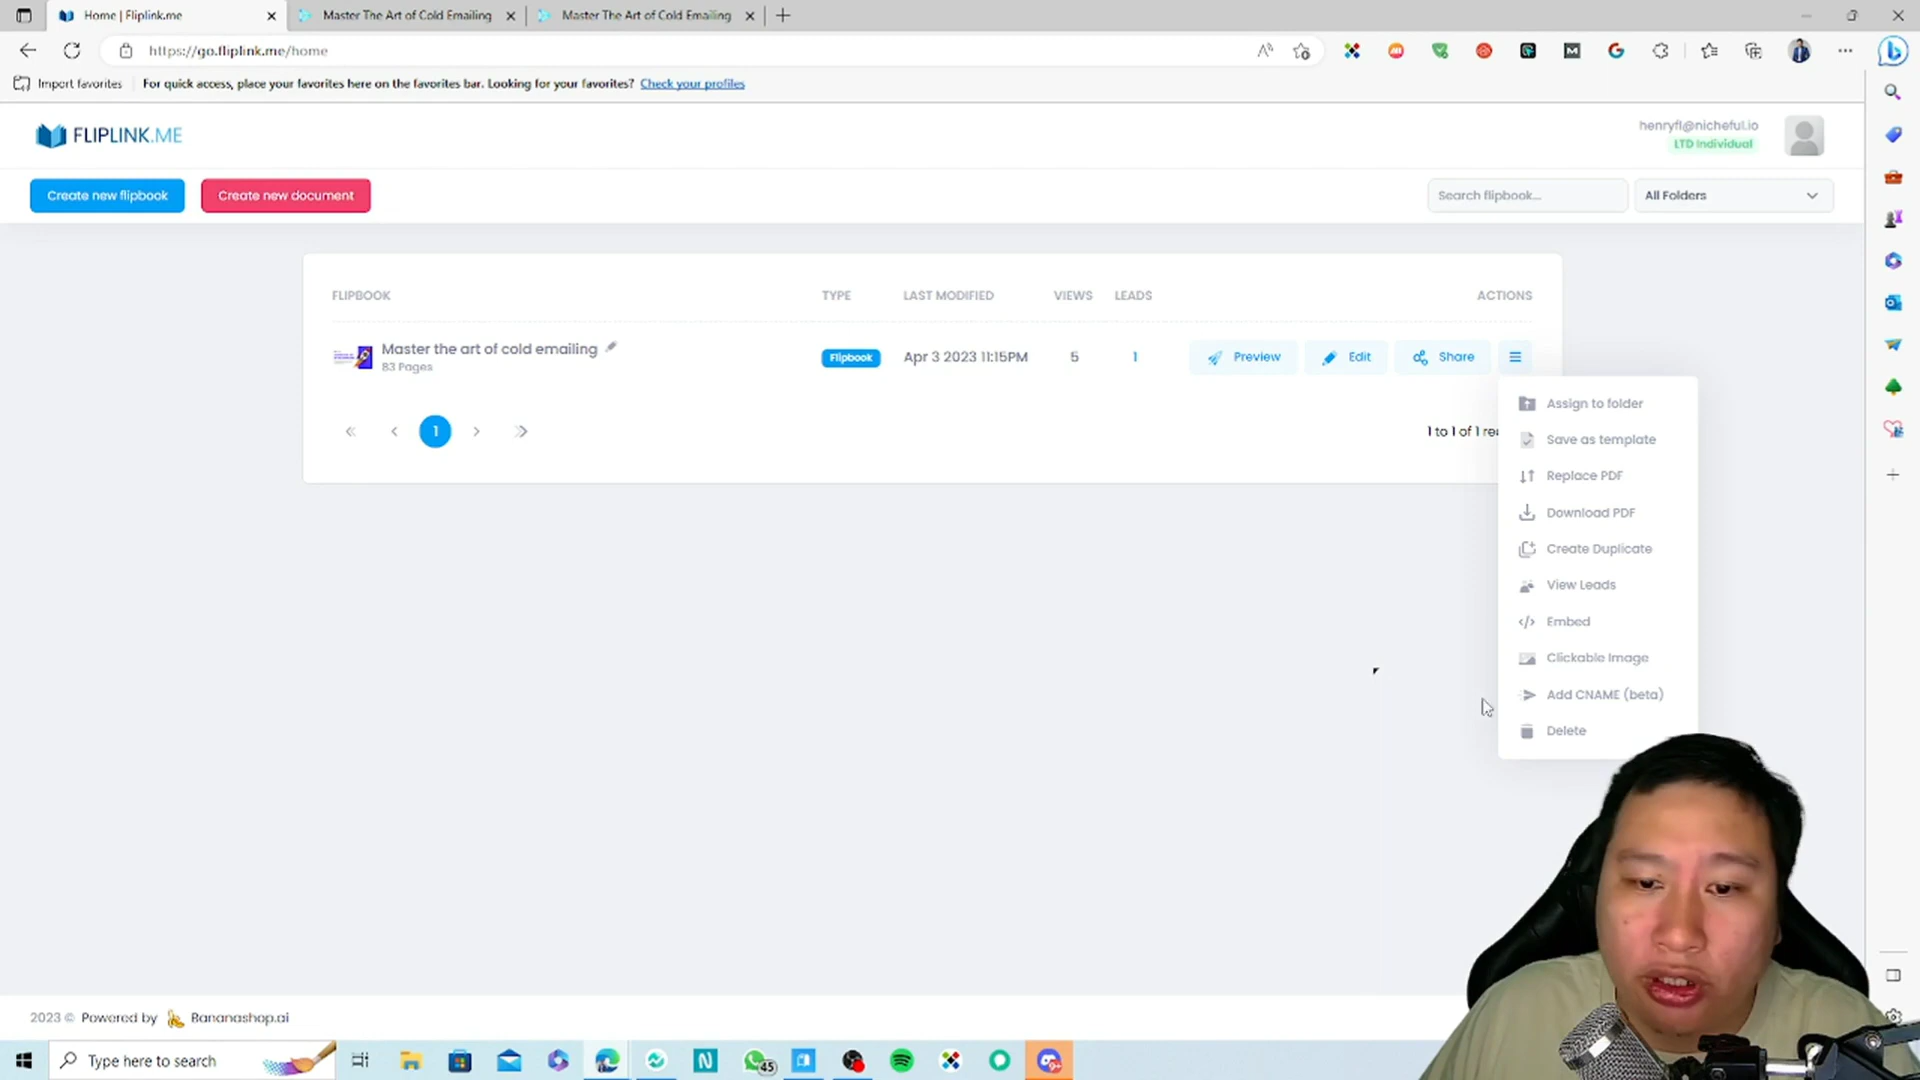 Home | Fliplink.me
Master The Art of Cold Emailing
Master The Art of Cold Emailing
https://go.fliplink.me/home
Import favorites
For quick access, place your favorites here on the favorites bar. Looking for your favorites? Check your profiles
FLIPLINK.ME
henryfl@nicheful.io
LTD Individual
Create new flipbook
Create new document
Search flipbook...
All Folders
FLIPBOOK
TYPE
LAST MODIFIED
VIEWS
LEADS
ACTIONS
Master the art of cold emailing
83 Pages
Flipbook
Apr 3 2023 11:15PM
5
1
Preview
Edit
Share
Assign to folder
Save as template
Replace PDF
Download PDF
Create Duplicate
View Leads
Embed
Clickable Image
Add CNAME (beta)
Delete
1
1 to 1 of 1
2023 © Powered by Bananashop.ai
Type here to search
45